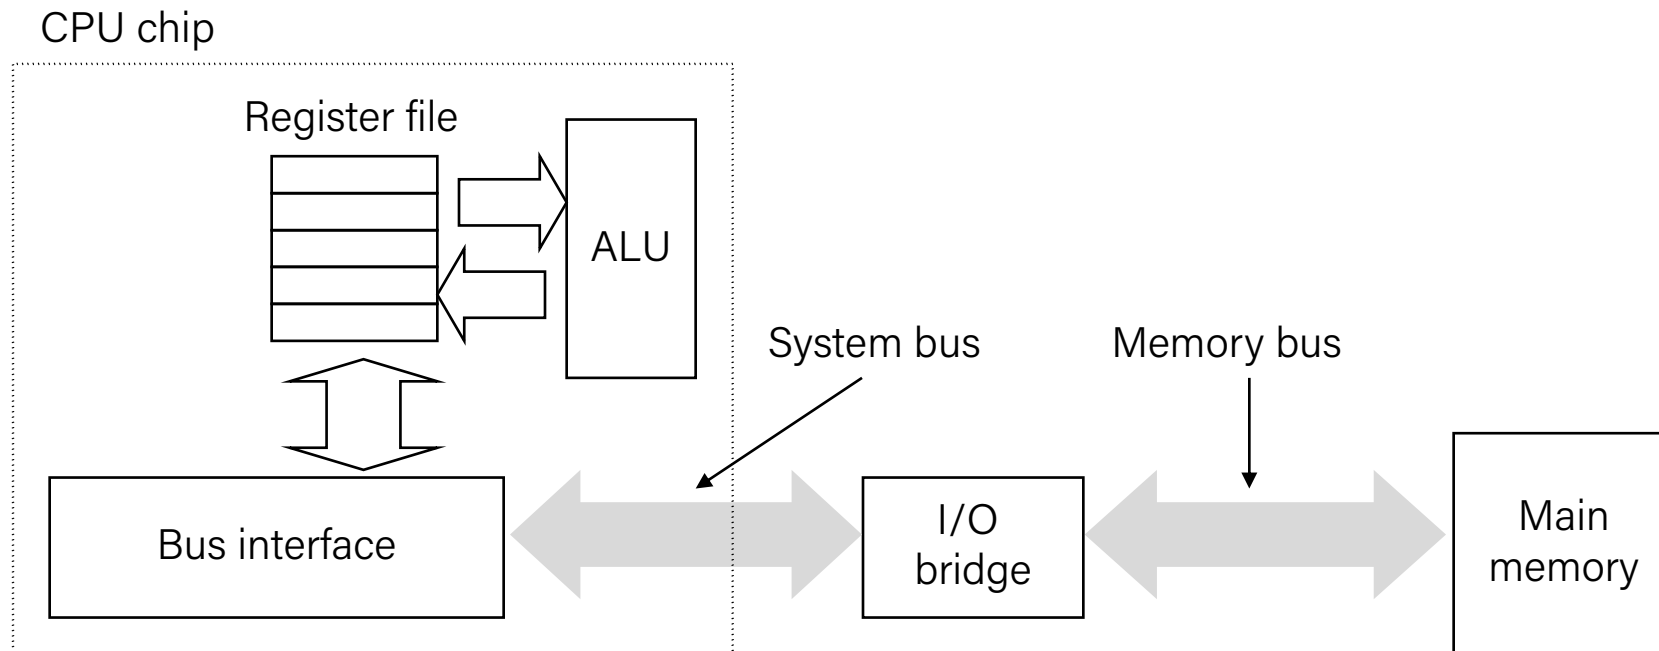 CPU chip
Register file
ALU
System bus
Memory bus
Bus interface
I/O
bridge
Main
memory